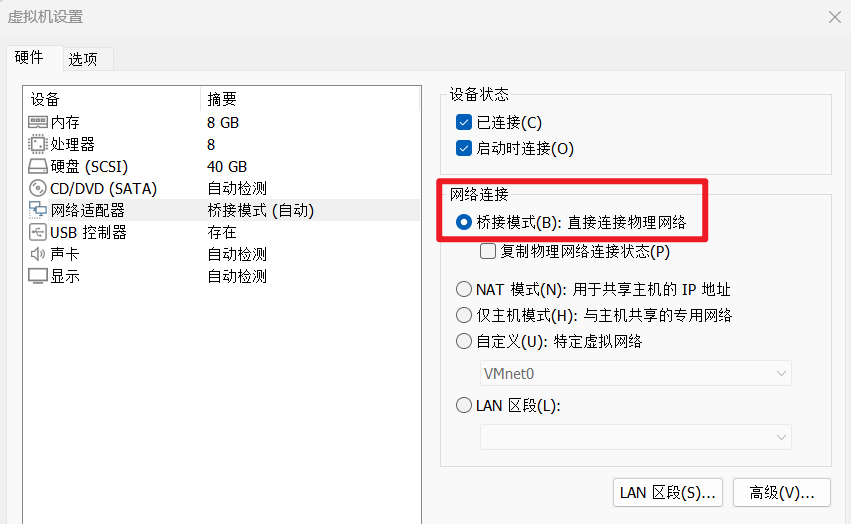 虚拟机设置
硬件 选项
设备 摘要
内存 8 GB
处理器 8
硬盘 (SCSI) 40 GB
CD/DVD (SATA) 自动检测
网络适配器 桥接模式 (自动)
USB 控制器 存在
声卡 自动检测
显示 自动检测
设备状态
已连接(C)
启动时连接(O)
网络连接
桥接模式(B): 直接连接物理网络
复制物理网络连接状态(P)
NAT 模式(N): 用于共享主机的 IP 地址
仅主机模式(H): 与主机共享的专用网络
自定义(U): 特定虚拟网络
VMnet0
LAN 区段(L):
LAN 区段(S)... 高级(V)...